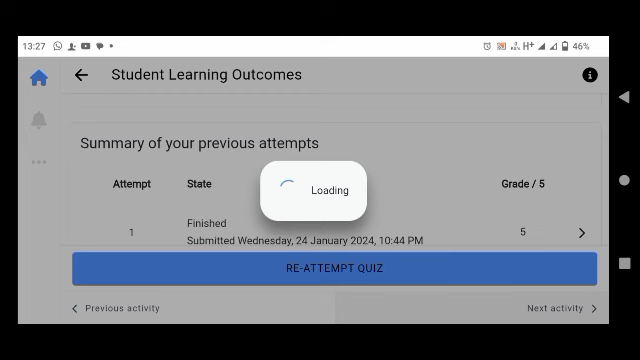 13:27
H+
46%
Student Learning Outcomes
Summary of your previous attempts
Attempt State Grade / 5
Loading
Finished
1 5
Submitted Wednesday, 24 January 2024, 10:44 PM
RE-ATTEMPT QUIZ
Previous activity Next activity